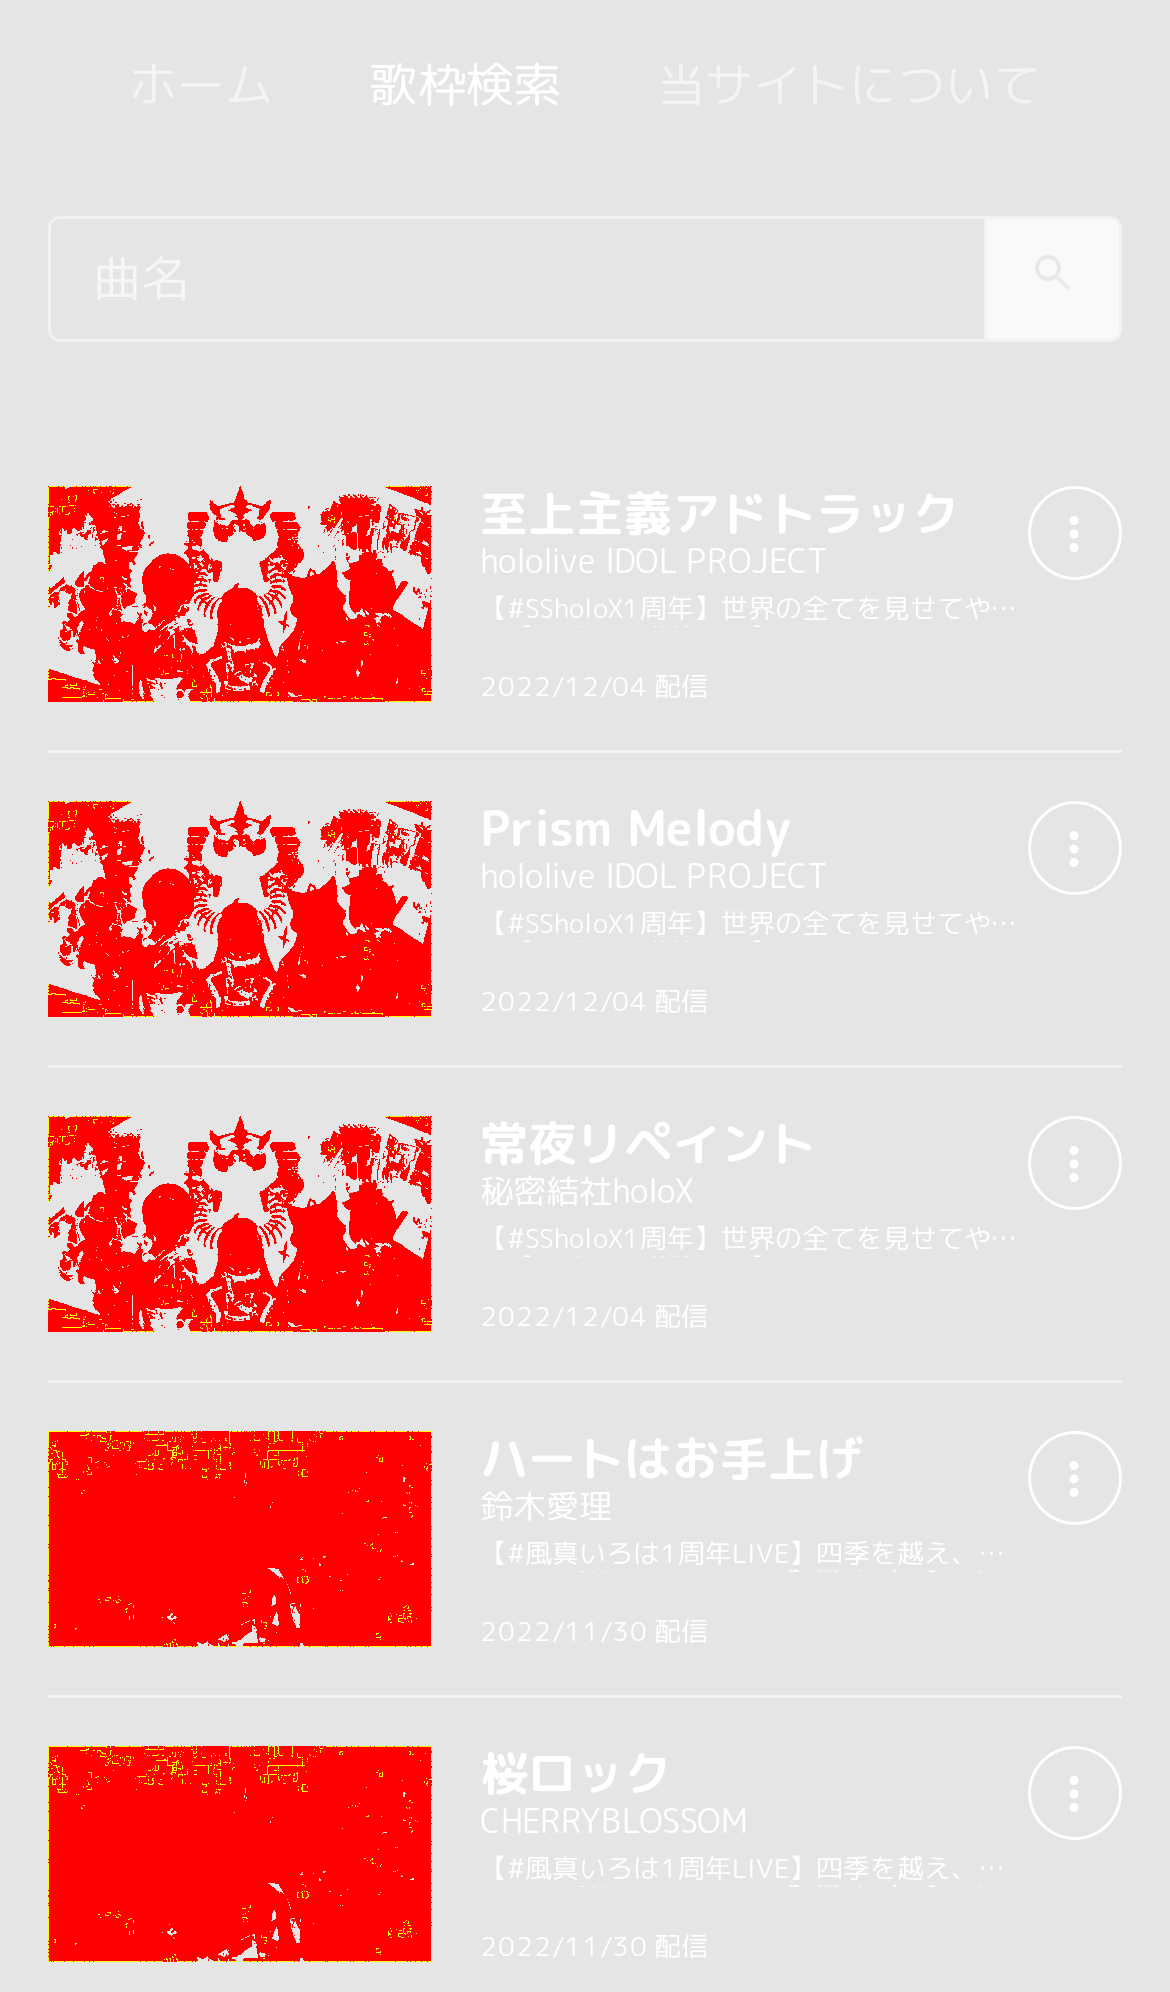 ホーム 歌枠検索 当サイトについて
曲名
至上主義アドトラック
hololive IDOL PROJECT
【#SSholoX1周年】世界の全てを見せてや…
2022/12/04 配信
Prism Melody
hololive IDOL PROJECT
【#SSholoX1周年】世界の全てを見せてや…
2022/12/04 配信
常夜リペイント
秘密結社holoX
【#SSholoX1周年】世界の全てを見せてや…
2022/12/04 配信
ハートはお手上げ
鈴木愛理
【#風真いろは1周年LIVE】四季を越え、…
2022/11/30 配信
桜ロック
CHERRYBLOSSOM
【#風真いろは1周年LIVE】四季を越え、…
2022/11/30 配信